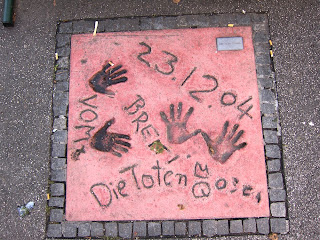 23.12.04
VOM
BREI
Die Toten
Hosen